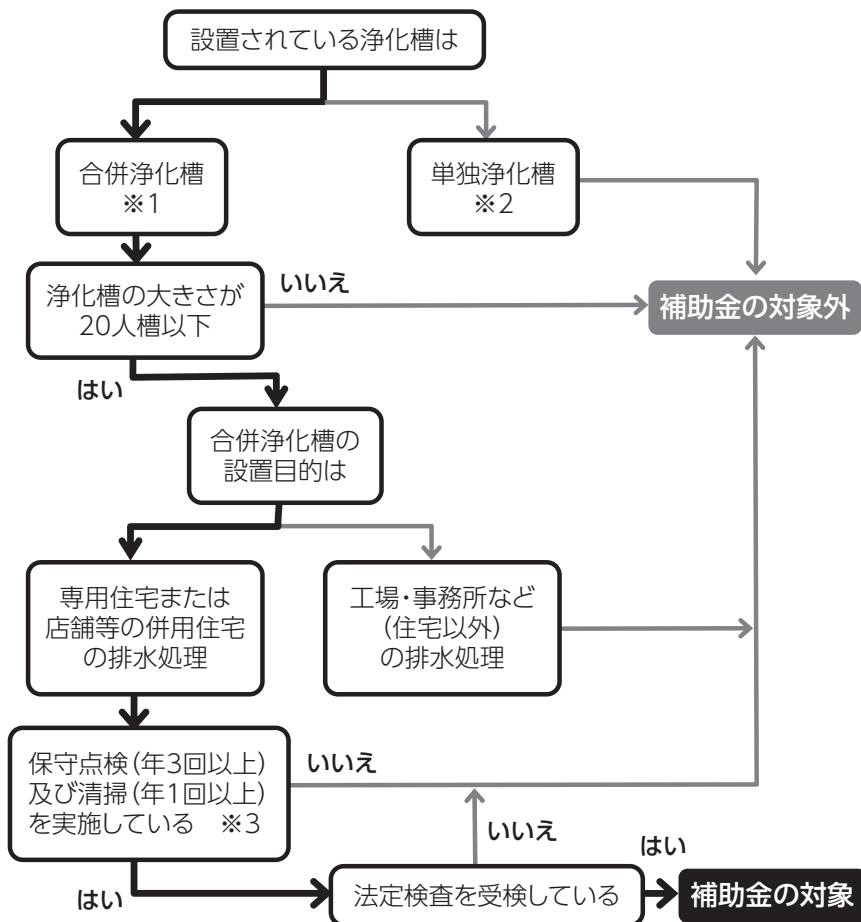 設置されている浄化槽は
合併浄化槽
※1
単独浄化槽
※2
浄化槽の大きさが
20人槽以下
いいえ
補助金の対象外
はい
合併浄化槽の
設置目的は
専用住宅または
店舗等の併用住宅
の排水処理
工場・事務所など
(住宅以外)
の排水処理
保守点検(年3回以上)
及び清掃(年1回以上)
を実施している ※3
いいえ
いいえ
はい
はい
法定検査を受検している
補助金の対象